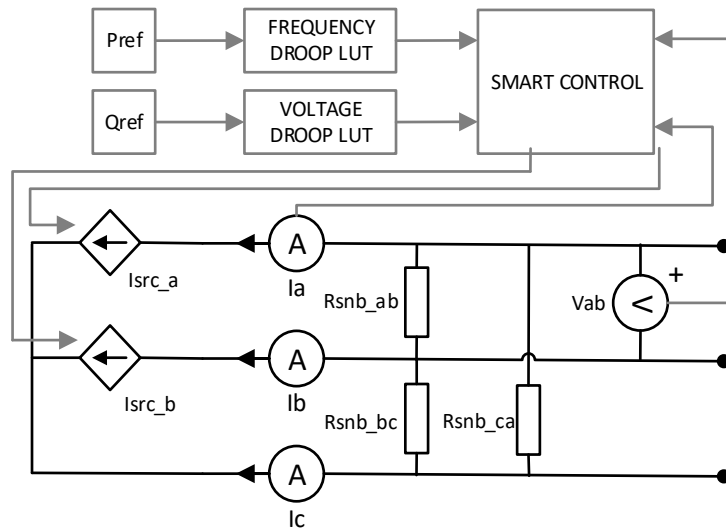 Pref
FREQUENCY
DROOP LUT
SMART CONTROL
Qref
VOLTAGE
DROOP LUT
A
Isrc_a
Ia
Rsnb_ab
+
Vab
V
A
Isrc_b
Ib
Rsnb_bc
Rsnb_ca
A
Ic